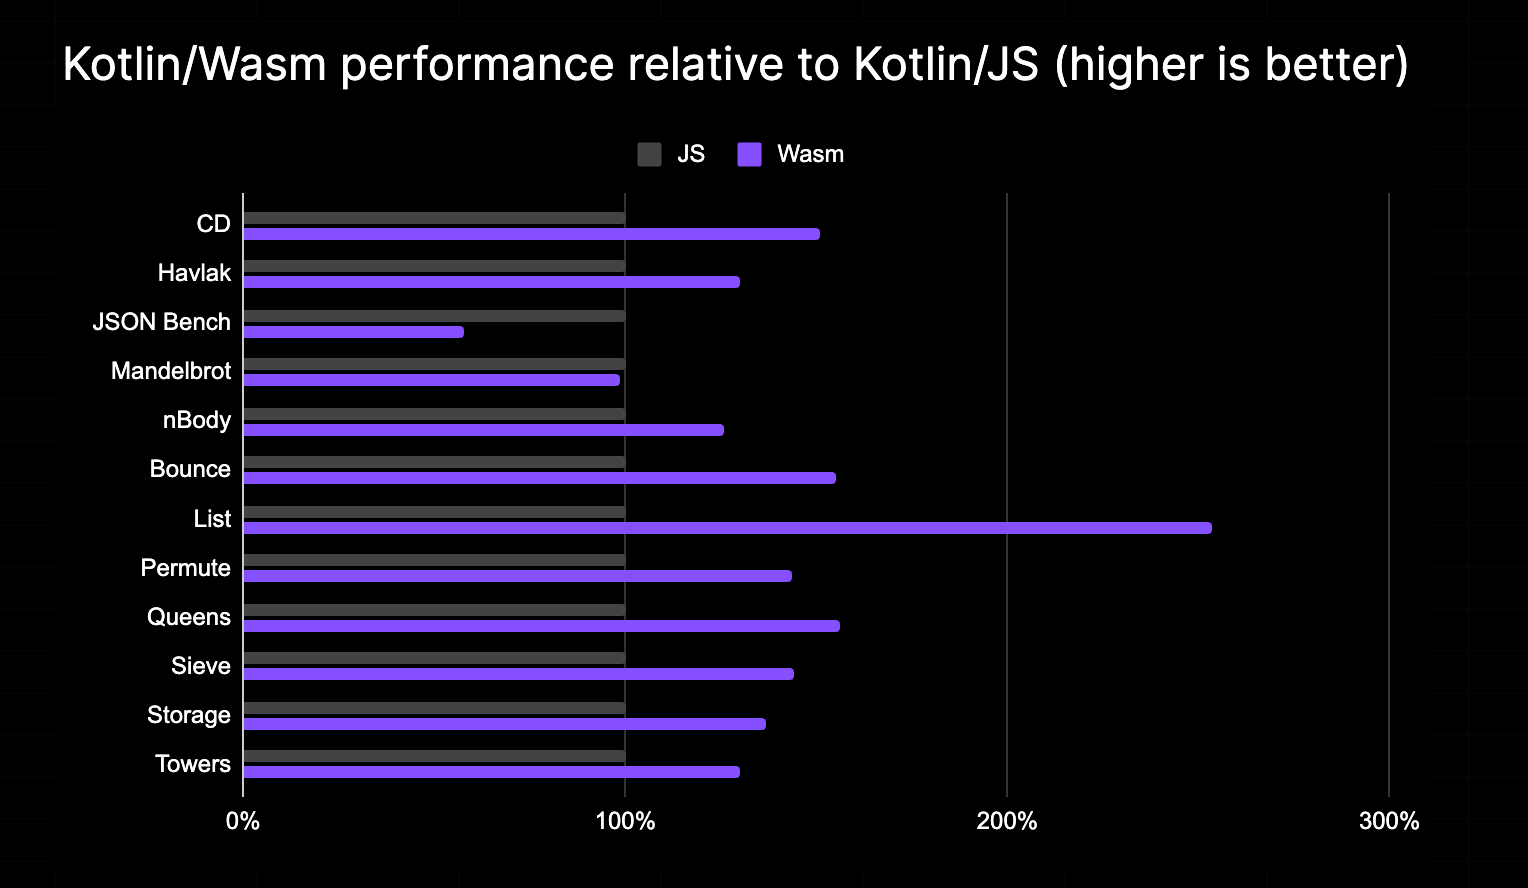 Kotlin/Wasm performance relative to Kotlin/JS (higher is better)
JS Wasm
CD
Havlak
JSON Bench
Mandelbrot
nBody
Bounce
List
Permute
Queens
Sieve
Storage
Towers
0% 100% 200% 300%